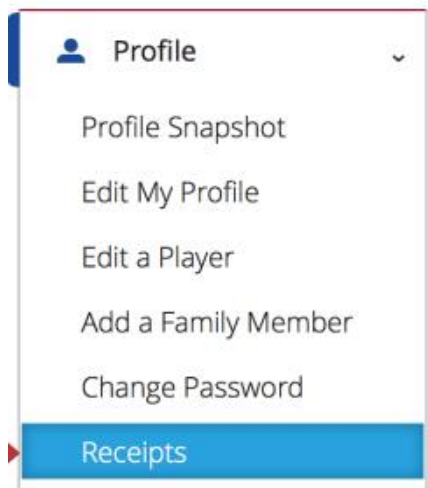 Profile
Profile Snapshot
Edit My Profile
Edit a Player
Add a Family Member
Change Password
Receipts